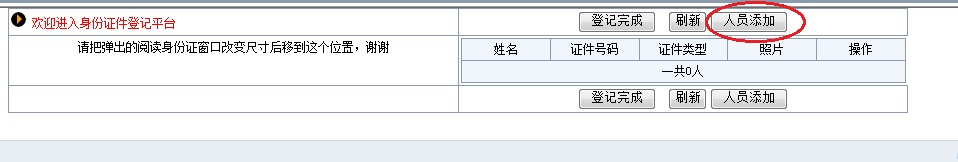 欢迎进入身份证件登记平台
登记完成 刷新 人员添加
请把弹出的阅读身份证窗口改变尺寸后移到这个位置，谢谢
姓名 证件号码 证件类型 照片 操作
一共0人
登记完成 刷新 人员添加